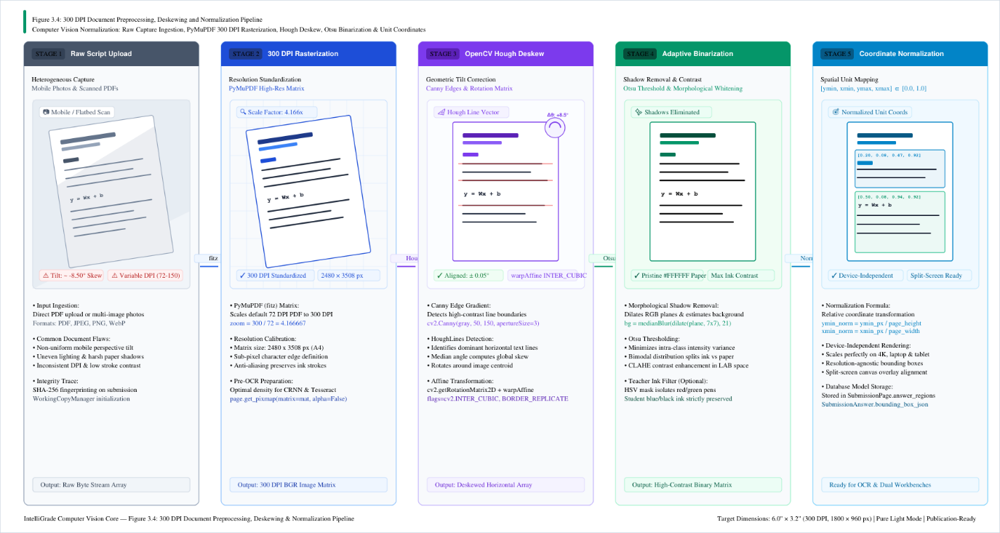 Figure 3.4: 300 DPI Document Preprocessing, Deskewing and Normalization Pipeline
Computer Vision Normalization: Raw Capture Ingestion, PyMuPDF 300 DPI Rasterization, Hough Deskew, Otsu Binarization & Unit Coordinates
STAGE 1 Raw Script Upload
Heterogeneous Capture
Mobile Photos & Scanned PDFs
📷 Mobile / Flatbed Scan
y = Wx + b
⚠ Tilt: ~ -8.50° Skew
⚠ Variable DPI (72-150)
• Input Ingestion:
Direct PDF upload or multi-image photos
Formats: PDF, JPEG, PNG, WebP
• Common Document Flaws:
• Non-uniform mobile perspective tilt
• Uneven lighting & harsh paper shadows
• Inconsistent DPI & low stroke contrast
• Integrity Trace:
SHA-256 fingerprinting on submission
WorkingCopyManager initialization
Output: Raw Byte Stream Array
fitz
STAGE 2 300 DPI Rasterization
Resolution Standardization
PyMuPDF High-Res Matrix
🔍 Scale Factor: 4.166x
y = Wx + b
✓ 300 DPI Standardized
2480 × 3508 px
• PyMuPDF (fitz) Matrix:
Scales default 72 DPI PDF to 300 DPI
zoom = 300 / 72 = 4.166667
• Resolution Calibration:
• Matrix size: 2480 x 3508 px (A4)
• Sub-pixel character edge definition
• Anti-aliasing preserves ink strokes
• Pre-OCR Preparation:
Optimal density for CRNN & Tesseract
page.get_pixmap(matrix=mat, alpha=False)
Output: 300 DPI BGR Image Matrix
Hou
STAGE 3 OpenCV Hough Deskew
Geometric Tilt Correction
Canny Edges & Rotation Matrix
📐 Hough Line Vector
Δθ: +8.5°
y = Wx + b
✓ Aligned: ± 0.05°
warpAffine INTER_CUBIC
• Canny Edge Gradient:
Detects high-contrast line boundaries
cv2.Canny(gray, 50, 150, apertureSize=3)
• HoughLines Detection:
• Identifies dominant horizontal text lines
• Median angle computes global skew
• Rotates around image centroid
• Affine Transformation:
cv2.getRotationMatrix2D + warpAffine
flags=cv2.INTER_CUBIC, BORDER_REPLICATE
Output: Deskewed Horizontal Array
Otsu
STAGE 4 Adaptive Binarization
Shadow Removal & Contrast
Otsu Threshold & Morphological Whitening
✨ Shadows Eliminated
y = Wx + b
✓ Pristine #FFFFFF Paper
Max Ink Contrast
• Morphological Shadow Removal:
Dilates RGB planes & estimates background
bg = medianBlur(dilate(plane, 7x7), 21)
• Otsu Thresholding:
• Minimizes intra-class intensity variance
• Bimodal distribution splits ink vs paper
• CLAHE contrast enhancement in LAB space
• Teacher Ink Filter (Optional):
HSV mask isolates red/green pens
Student blue/black ink strictly preserved
Output: High-Contrast Binary Matrix
Norr
STAGE 5 Coordinate Normalization
Spatial Unit Mapping
[ymin, xmin, ymax, xmax] ∈ [0.0, 1.0]
🎯 Normalized Unit Coords
[0.20, 0.08, 0.47, 0.92]
[0.50, 0.08, 0.94, 0.92]
y = Wx + b
✓ Device-Independent
Split-Screen Ready
• Normalization Formula:
Relative coordinate transformation
ymin_norm = ymin_px / page_height
xmin_norm = xmin_px / page_width
• Device-Independent Rendering:
• Scales perfectly on 4K, laptop & tablet
• Resolution-agnostic bounding boxes
• Split-screen canvas overlay alignment
• Database Model Storage:
Stored in SubmissionPage.answer_regions
SubmissionAnswer.bounding_box_json
Ready for OCR & Dual Workbenches
IntelliGrade Computer Vision Core — Figure 3.4: 300 DPI Document Preprocessing, Deskewing & Normalization Pipeline
Target Dimensions: 6.0" × 3.2" (300 DPI, 1800 × 960 px) | Pure Light Mode | Publication-Ready